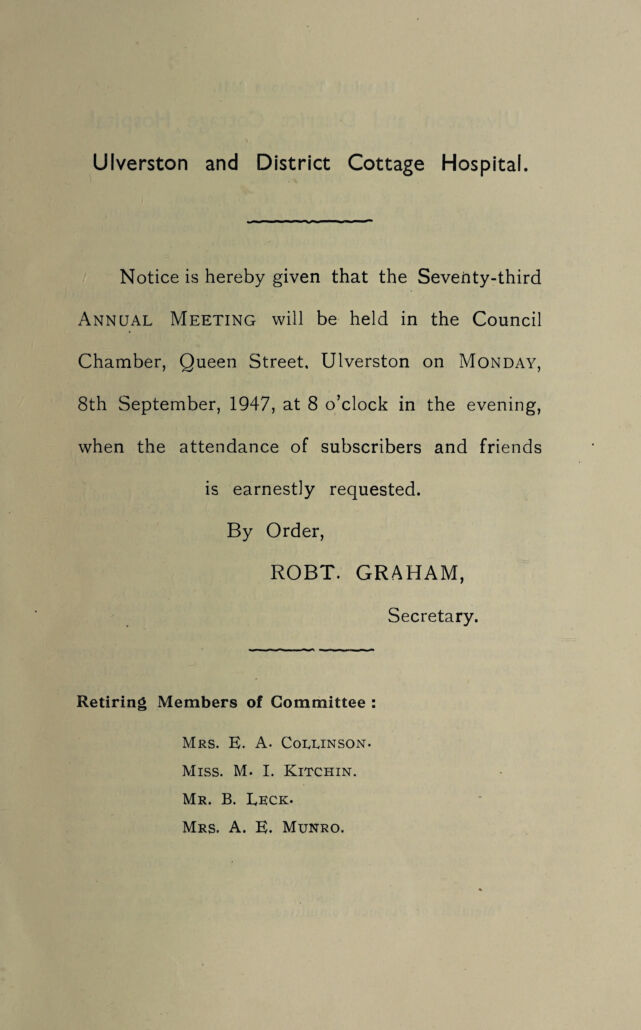 Ulverston and District Cottage Hospital.
Notice is hereby given that the Seventy-third
ANNUAL MEETING will be held in the Council
Chamber, Queen Street, Ulverston on MONDAY,
8th September, 1947, at 8 o'clock in the evening,
when the attendance of subscribers and friends
is earnestly requested.
By Order,
ROBT. GRAHAM,
Secretary.
Retiring Members of Committee :
MRS. E. A. COLLINSON.
MISS. M. I. KITCHIN.
MR. B. LECK.
MRS. A. E. MUNRO.